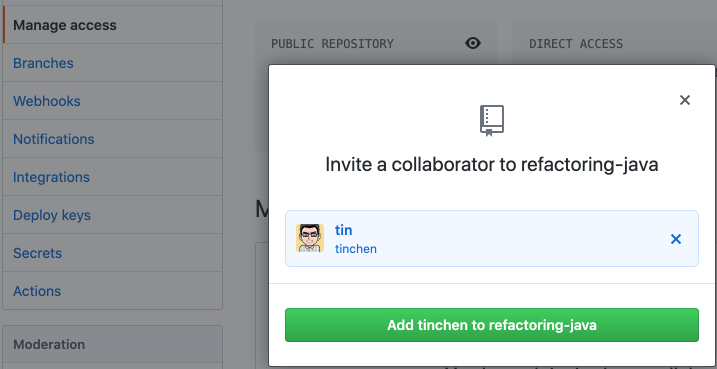 Manage access
Branches
Webhooks
Notifications
Integrations
Deploy keys
Secrets
Actions
Moderation
PUBLIC REPOSITORY
DIRECT ACCESS
Invite a collaborator to refactoring-java
tin
tinchen
Add tinchen to refactoring-java